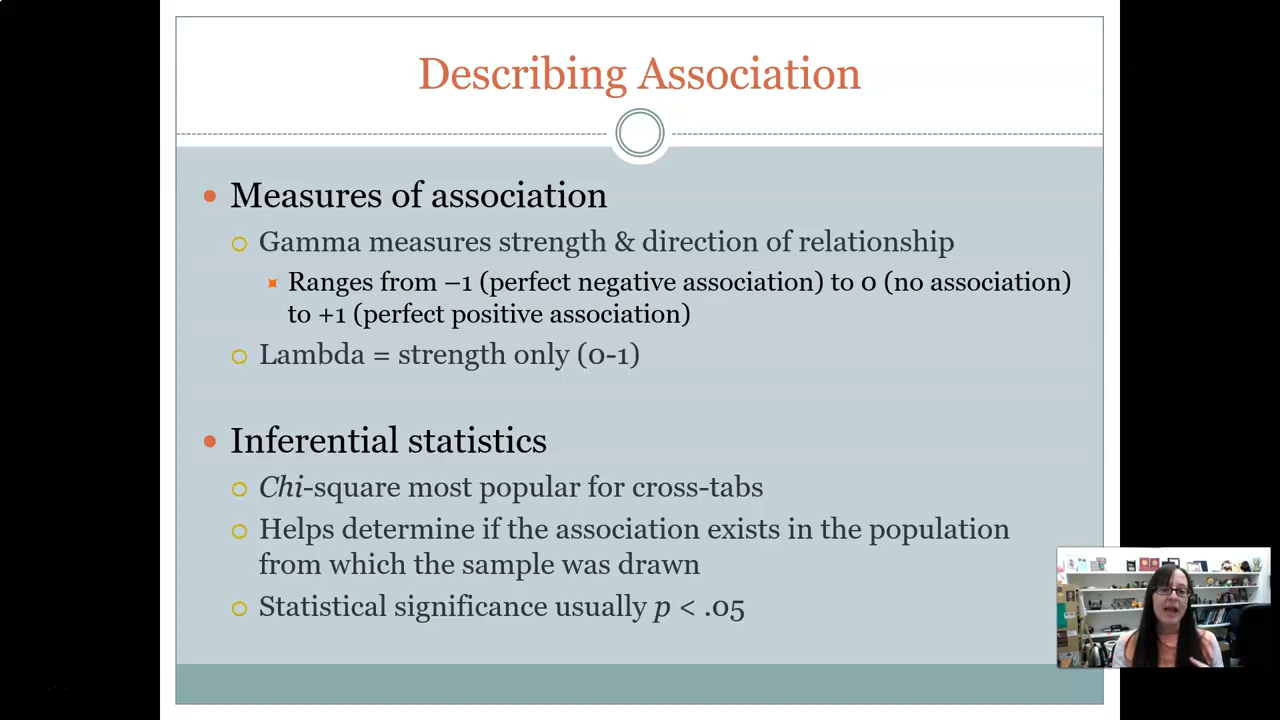 Describing Association
Measures of association
Gamma measures strength & direction of relationship
Ranges from –1 (perfect negative association) to 0 (no association)
to +1 (perfect positive association)
Lambda = strength only (0-1)
Inferential statistics
Chi-square most popular for cross-tabs
Helps determine if the association exists in the population
from which the sample was drawn
Statistical significance usually p < .05